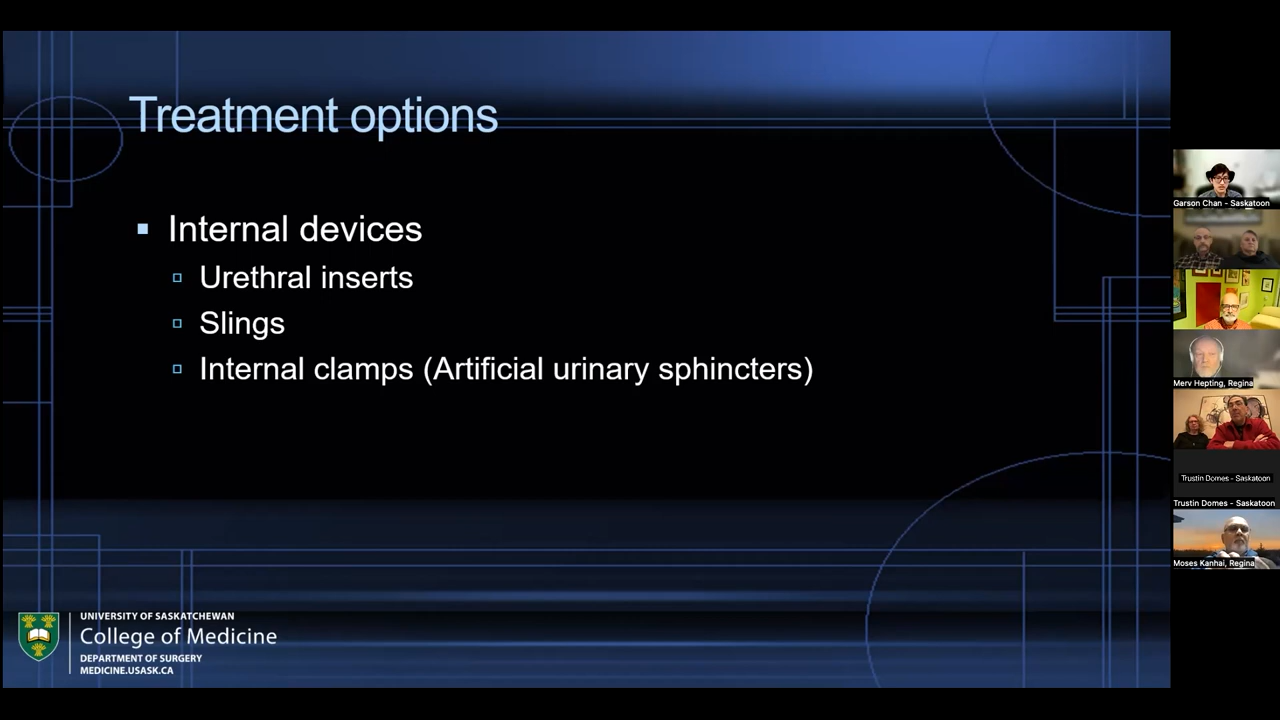 Treatment options
Internal devices
Urethral inserts
Slings
Internal clamps (Artificial urinary sphincters)
UNIVERSITY OF SASKATCHEWAN
College of Medicine
DEPARTMENT OF SURGERY
MEDICINE.USASK.CA
Garson Chan - Saskatoon
Merv Hepting, Regina
Trustin Domes - Saskatoon
Trustin Domes - Saskatoon
Moses Kanhai, Regina